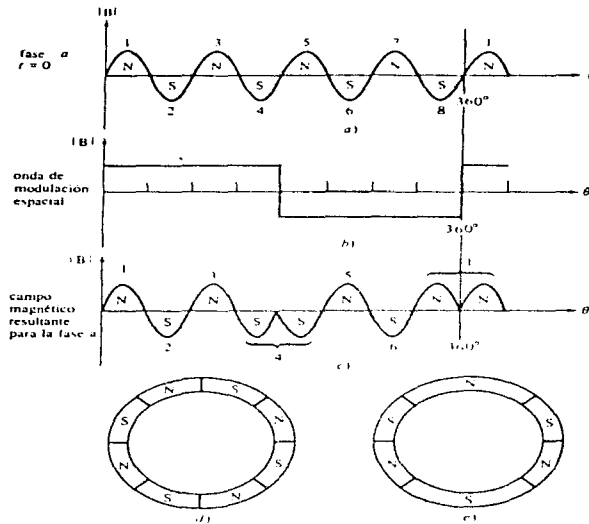 |B|
fase a
t = 0
1 3 5 7 1
N N N N N
S S S S
2 4 6 8 360°
a)
|B|
onda de
modulación
espacial
θ
360°
b)
|B|
1 3 5 1
N N N N N
campo
magnético
resultante
para la fase a
θ
S S S S
2 4 6 360°
c)
N S
S N
N S
S N
d)
N
S S
N N
S
e)